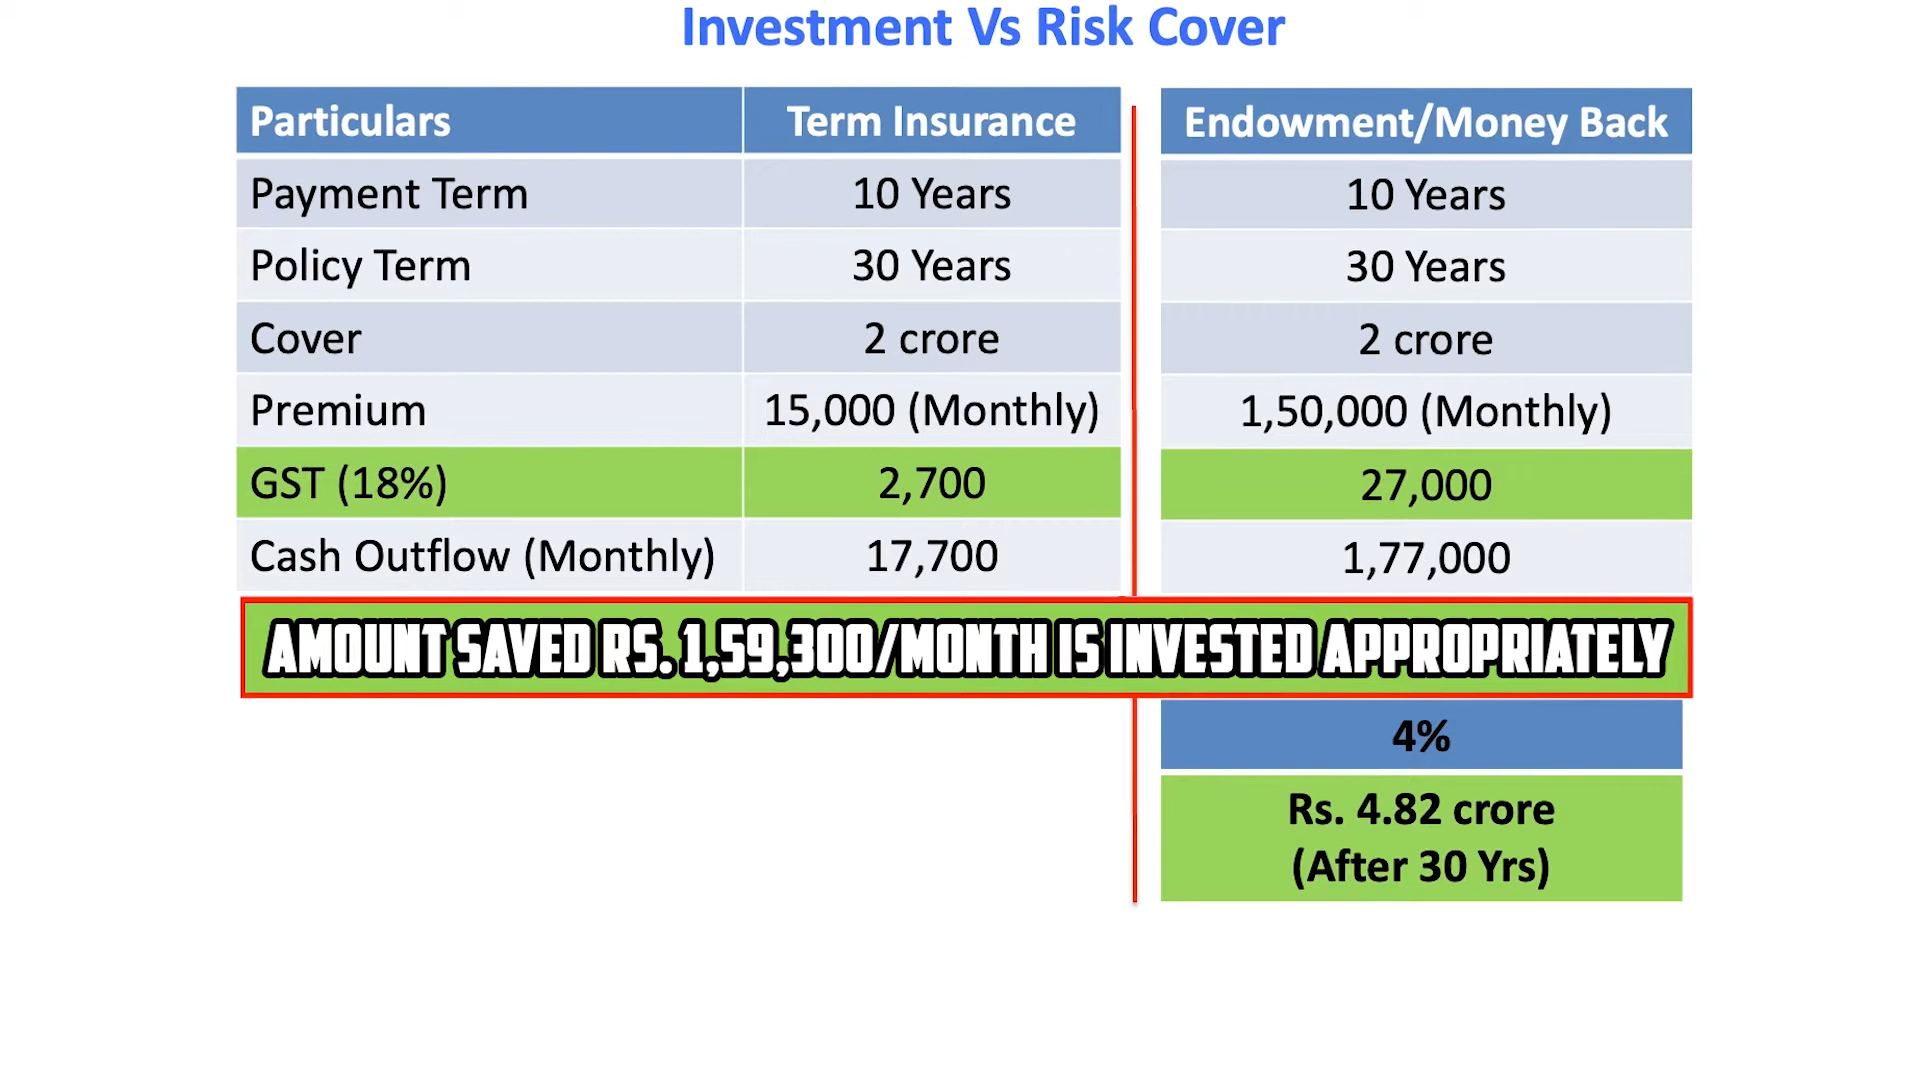 Investment Vs Risk Cover
Particulars Term Insurance Endowment/Money Back
Payment Term 10 Years 10 Years
Policy Term 30 Years 30 Years
Cover 2 crore 2 crore
Premium 15,000 (Monthly) 1,50,000 (Monthly)
GST (18%) 2,700 27,000
Cash Outflow (Monthly) 17,700 1,77,000
AMOUNT SAVED RS. 1,59,300/MONTH IS INVESTED APPROPRIATELY
4%
Rs. 4.82 crore
(After 30 Yrs)